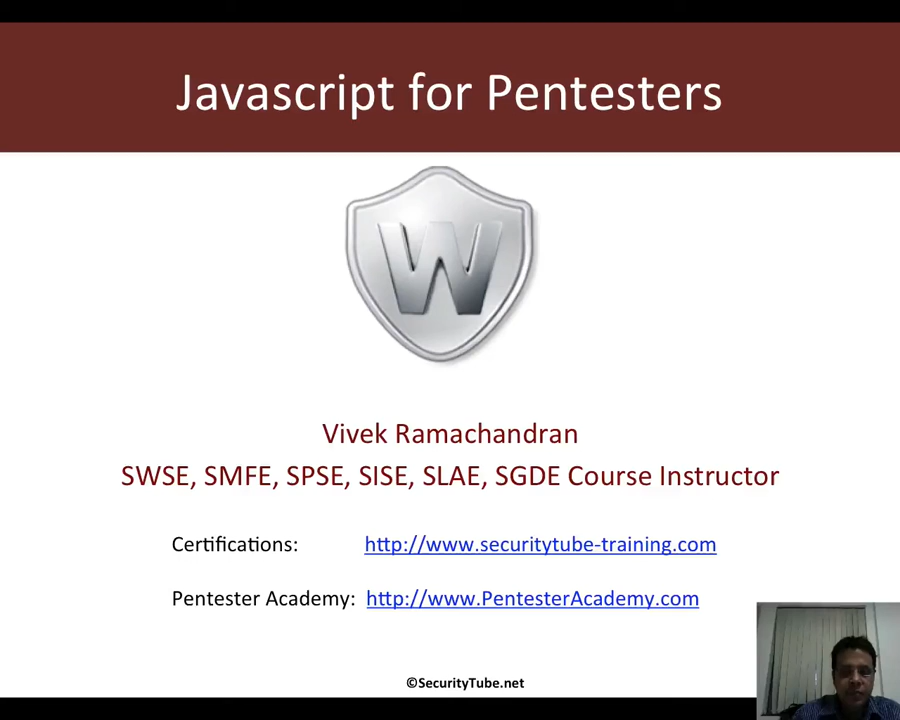 Javascript for Pentesters
W
Vivek Ramachandran
SWSE, SMFE, SPSE, SISE, SLAE, SGDE Course Instructor
Certifications: http://www.securitytube-training.com
Pentester Academy: http://www.PentesterAcademy.com
©SecurityTube.net